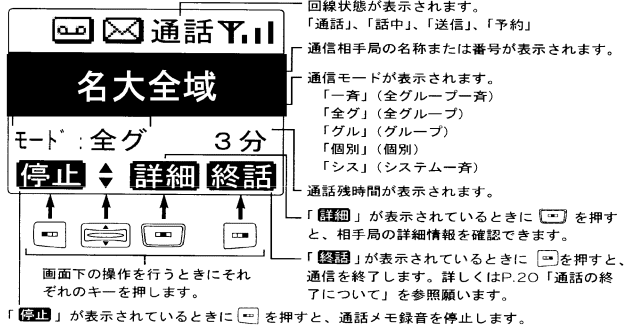 回線状態が表示されます。
「通話」、「話中」、「送信」、「予約」
通話
通信相手局の名称または番号が表示されます。
名大全域
通信モードが表示されます。
「一斉」(全グループ一斉)
「全グ」(全グループ)
「グル」(グループ)
「個別」(個別)
「シス」(システム一斉)
モード:全グ 3分
停止 詳細 終話
通話残時間が表示されます。
「詳細」が表示されているときに を押す
と、相手局の詳細情報を確認できます。
「終話」が表示されているときに を押すと、
通信を終了します。詳しくはP.20「通話の終
了について」を参照願います。
画面下の操作を行うときにそれ
ぞれのキーを押します。
「停止」が表示されているときに を押すと、通話メモ録音を停止します。